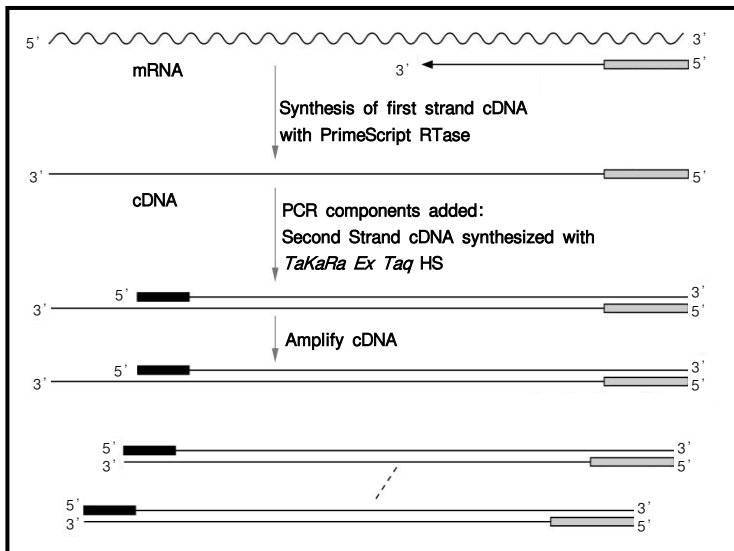 5' 3'
3' 5'
mRNA
Synthesis of first strand cDNA
with PrimeScript RTase
3' 5'
cDNA
PCR components added:
Second Strand cDNA synthesized with
TaKaRa Ex Taq HS
5' 3'
3' 5'
Amplify cDNA
5' 3'
3' 5'
5' 3'
3' 5'
5' 3'
3' 5'